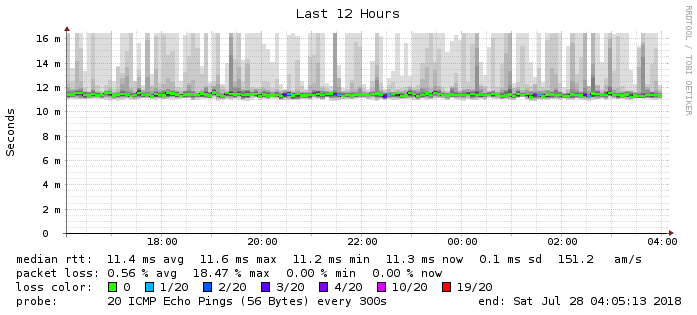 Last 12 Hours
RRDTOOL / TOBI OETIKER
Seconds
16 m
14 m
12 m
10 m
8 m
6 m
4 m
2 m
0
18:00 20:00 22:00 00:00 02:00 04:00
median rtt: 11.4 ms avg 11.6 ms max 11.2 ms min 11.3 ms now 0.1 ms sd 151.2 am/s
packet loss: 0.56 % avg 18.47 % max 0.00 % min 0.00 % now
loss color: 0 1/20 2/20 3/20 4/20 10/20 19/20
probe: 20 ICMP Echo Pings (56 Bytes) every 300s end: Sat Jul 28 04:05:13 2018